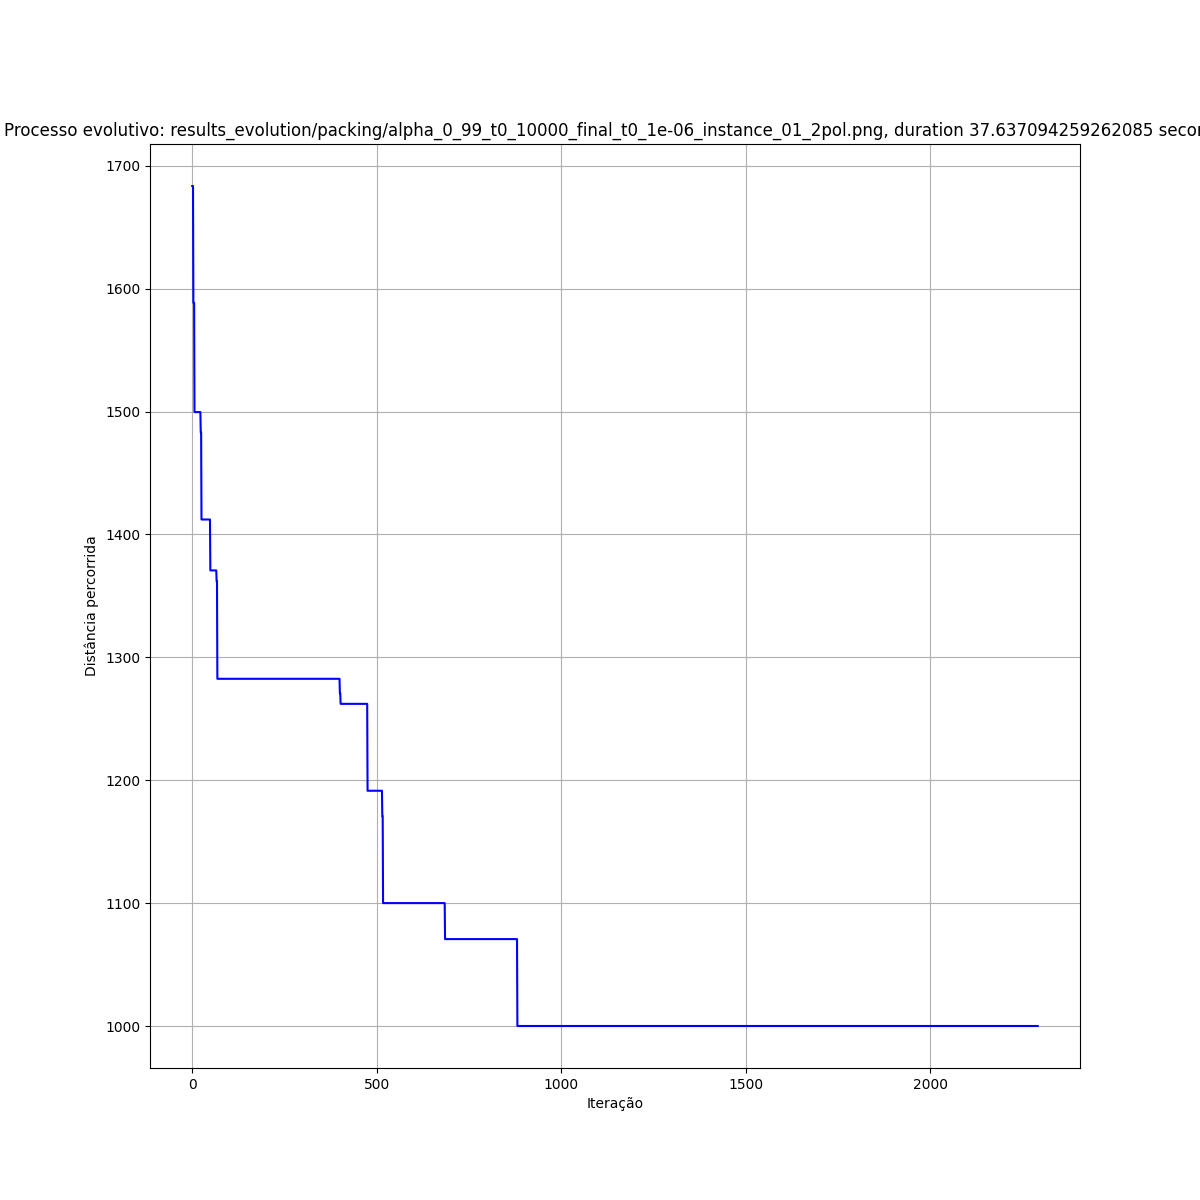 Processo evolutivo: results_evolution/packing/alpha_0_99_t0_10000_final_t0_1e-06_instance_01_2pol.png, duration 37.637094259262085 secor
1700
1600
1500
1400
1300
1200
1100
1000
Distância percorrida
0 500 1000 1500 2000
Iteração